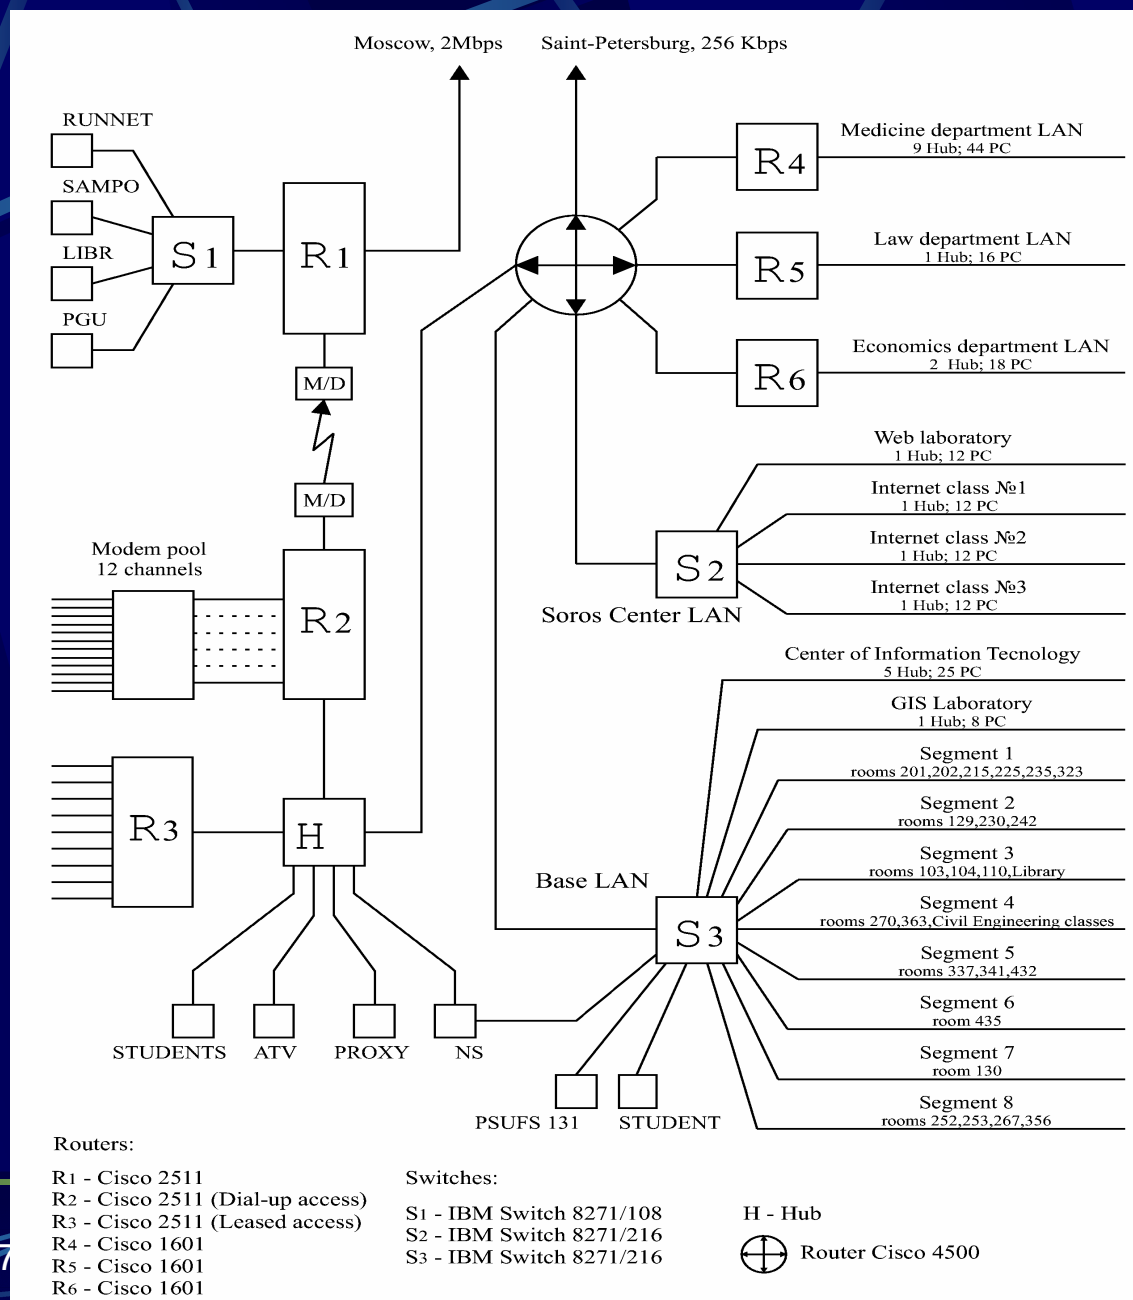 Moscow, 2Mbps
Saint-Petersburg, 256 Kbps
RUNNET
SAMPO
LIBR
PGU
S1
R1
M/D
M/D
Modem pool
12 channels
R2
R3
H
STUDENTS
ATV
PROXY
NS
R4
Medicine department LAN
9 Hub; 44 PC
R5
Law department LAN
1 Hub; 16 PC
R6
Economics department LAN
2 Hub; 18 PC
Web laboratory
1 Hub; 12 PC
Internet class №1
1 Hub; 12 PC
Internet class №2
1 Hub; 12 PC
Internet class №3
1 Hub; 12 PC
S2
Soros Center LAN
Center of Information Tecnology
5 Hub; 25 PC
GIS Laboratory
1 Hub; 8 PC
Segment 1
rooms 201,202,215,225,235,323
Segment 2
rooms 129,230,242
Segment 3
rooms 103,104,110,Library
Segment 4
rooms 270,363,Civil Engineering classes
Segment 5
rooms 337,341,432
Segment 6
room 435
Segment 7
room 130
Segment 8
rooms 252,253,267,356
Base LAN
S3
PSUFS 131
STUDENT
Routers:
R1 - Cisco 2511
R2 - Cisco 2511 (Dial-up access)
R3 - Cisco 2511 (Leased access)
R4 - Cisco 1601
R5 - Cisco 1601
R6 - Cisco 1601
Switches:
S1 - IBM Switch 8271/108
S2 - IBM Switch 8271/216
S3 - IBM Switch 8271/216
H - Hub
Router Cisco 4500
7